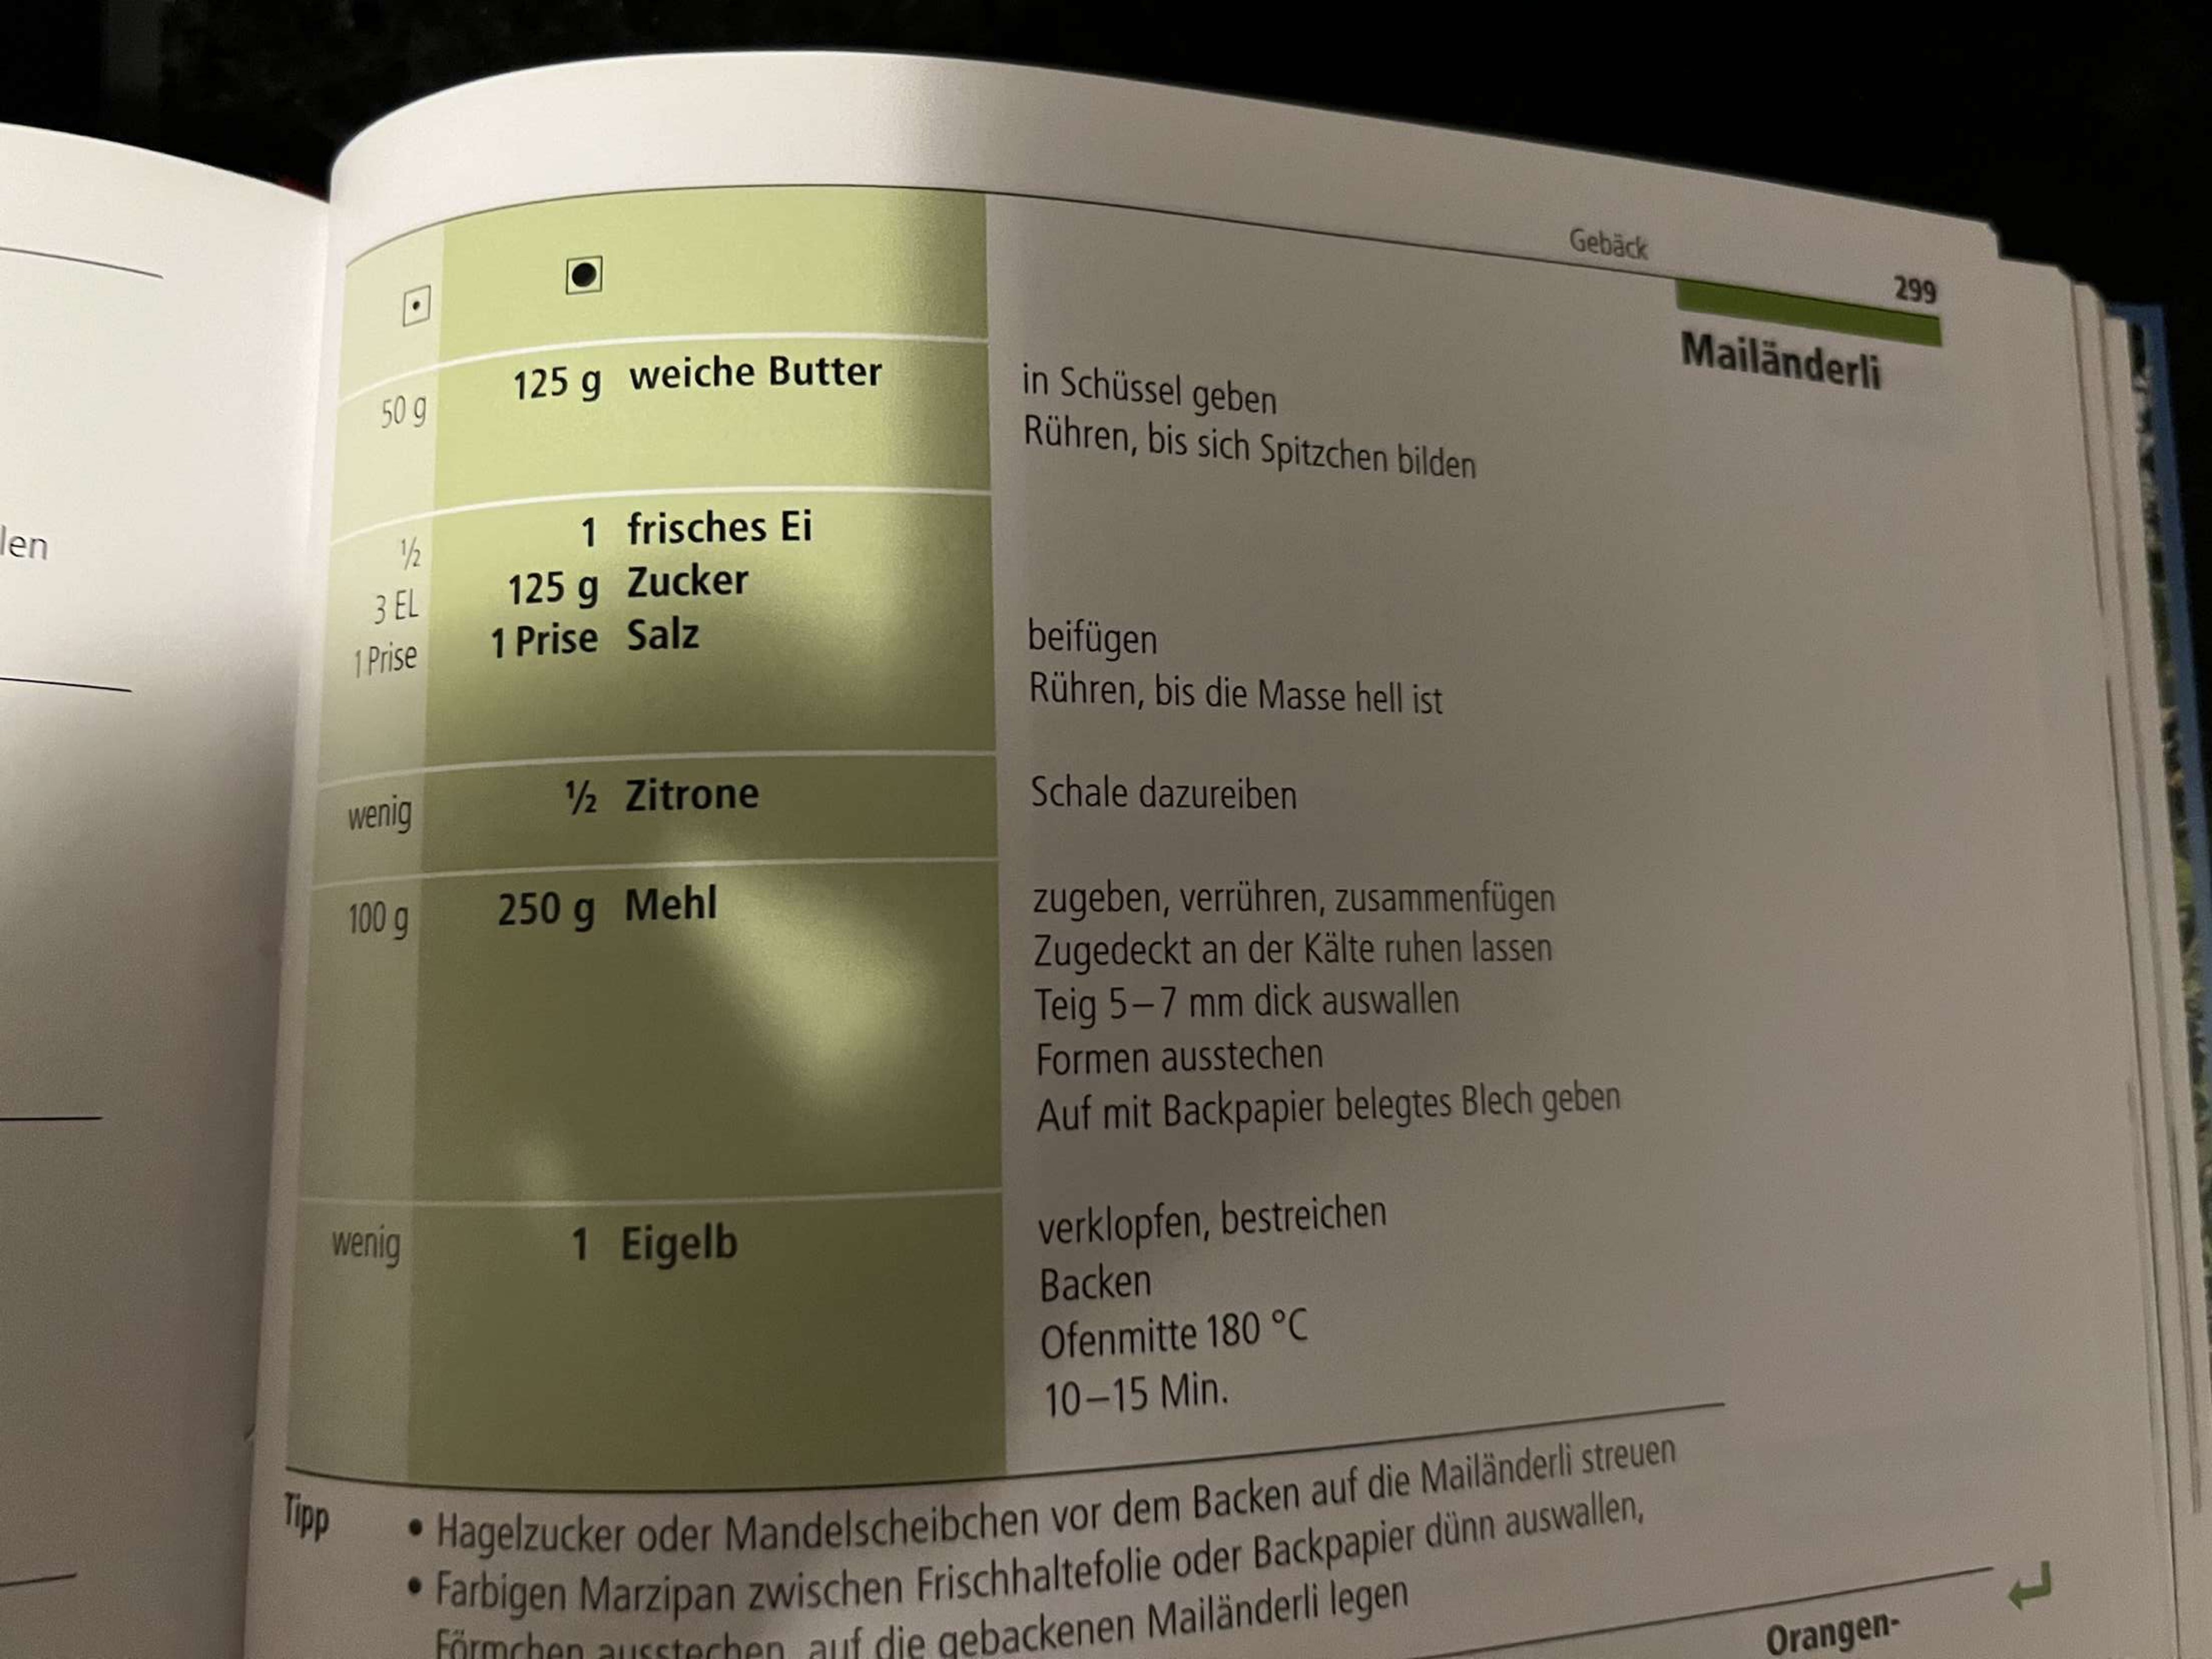 len
Gebäck
299
Mailänderli
50 g 125 g weiche Butter in Schüssel geben
Rühren, bis sich Spitzchen bilden
½ 1 frisches Ei
3 EL 125 g Zucker
1 Prise 1 Prise Salz beifügen
Rühren, bis die Masse hell ist
wenig ½ Zitrone Schale dazureiben
100 g 250 g Mehl zugeben, verrühren, zusammenfügen
Zugedeckt an der Kälte ruhen lassen
Teig 5–7 mm dick auswallen
Formen ausstechen
Auf mit Backpapier belegtes Blech geben
wenig 1 Eigelb verklopfen, bestreichen
Backen
Ofenmitte 180 °C
10–15 Min.
Tipp • Hagelzucker oder Mandelscheibchen vor dem Backen auf die Mailänderli streuen
• Farbigen Marzipan zwischen Frischhaltefolie oder Backpapier dünn auswallen,
Förmchen ausstechen, auf die gebackenen Mailänderli legen
Orangen-